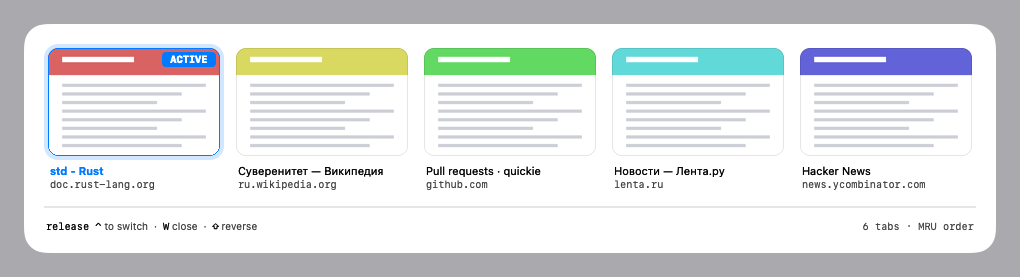 ACTIVE
std - Rust
doc.rust-lang.org
Суверенитет — Википедия
ru.wikipedia.org
Pull requests · quickie
github.com
Новости — Лента.ру
lenta.ru
Hacker News
news.ycombinator.com
release ^ to switch · W close · ⇧ reverse
6 tabs · MRU order